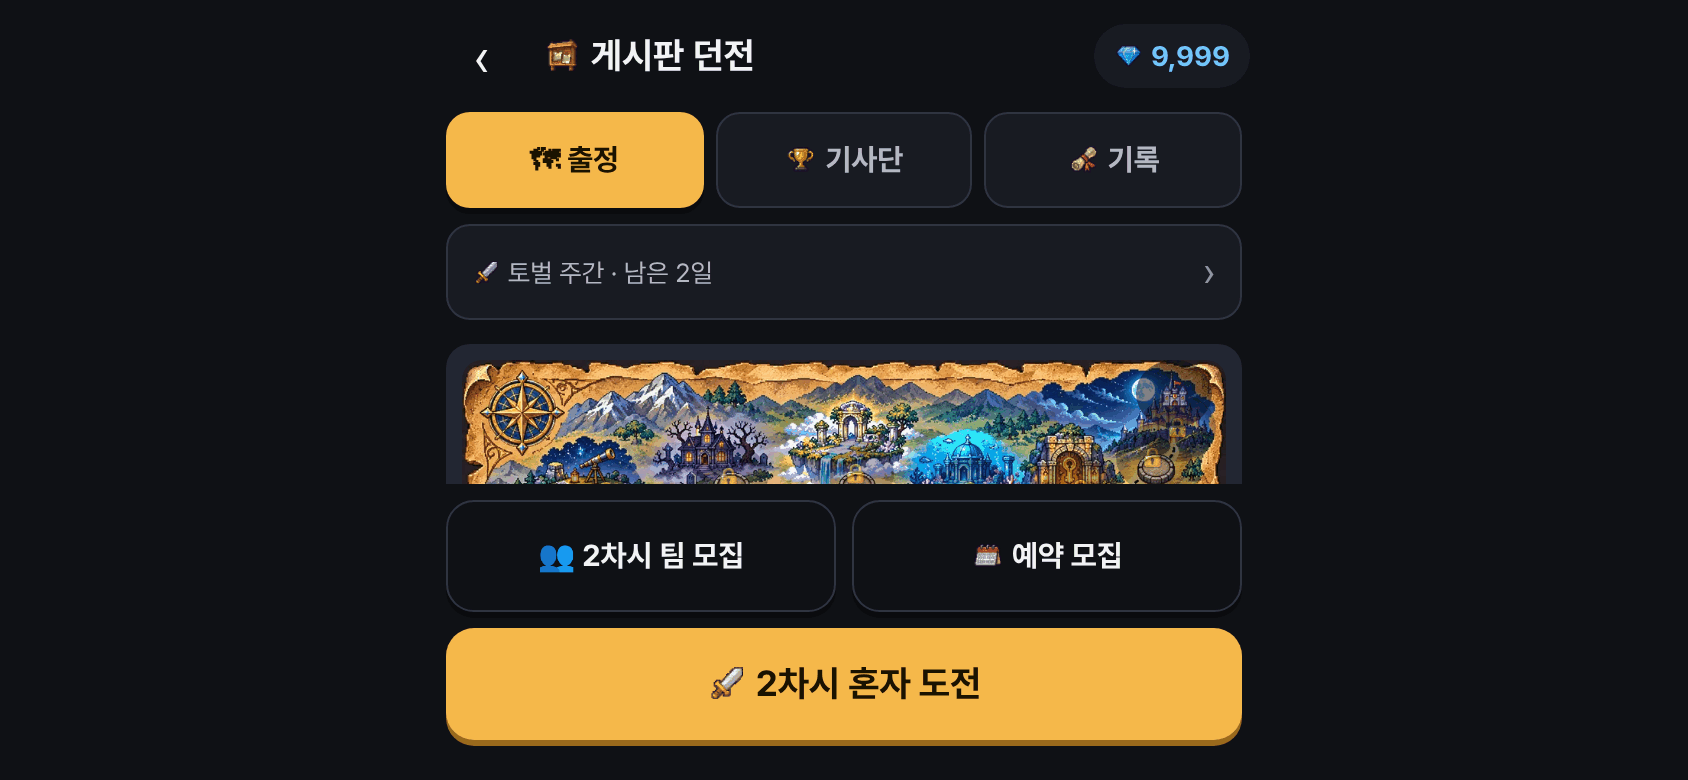 게시판 던전
9,999
출정
기사단
기록
토벌 주간 · 남은 2일
2차시 팀 모집
예약 모집
2차시 혼자 도전